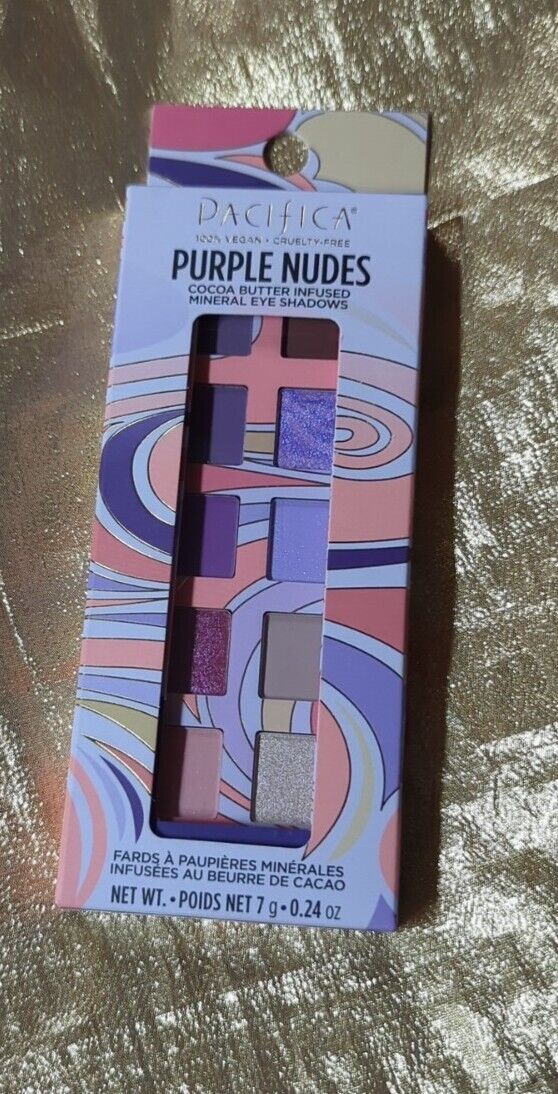 PACIFICA®
100% VEGAN • CRUELTY-FREE
PURPLE NUDES
COCOA BUTTER INFUSED
MINERAL EYE SHADOWS
FARDS À PAUPIÈRES MINÉRALES
INFUSÉES AU BEURRE DE CACAO
NET WT. • POIDS NET 7 g • 0.24 OZ